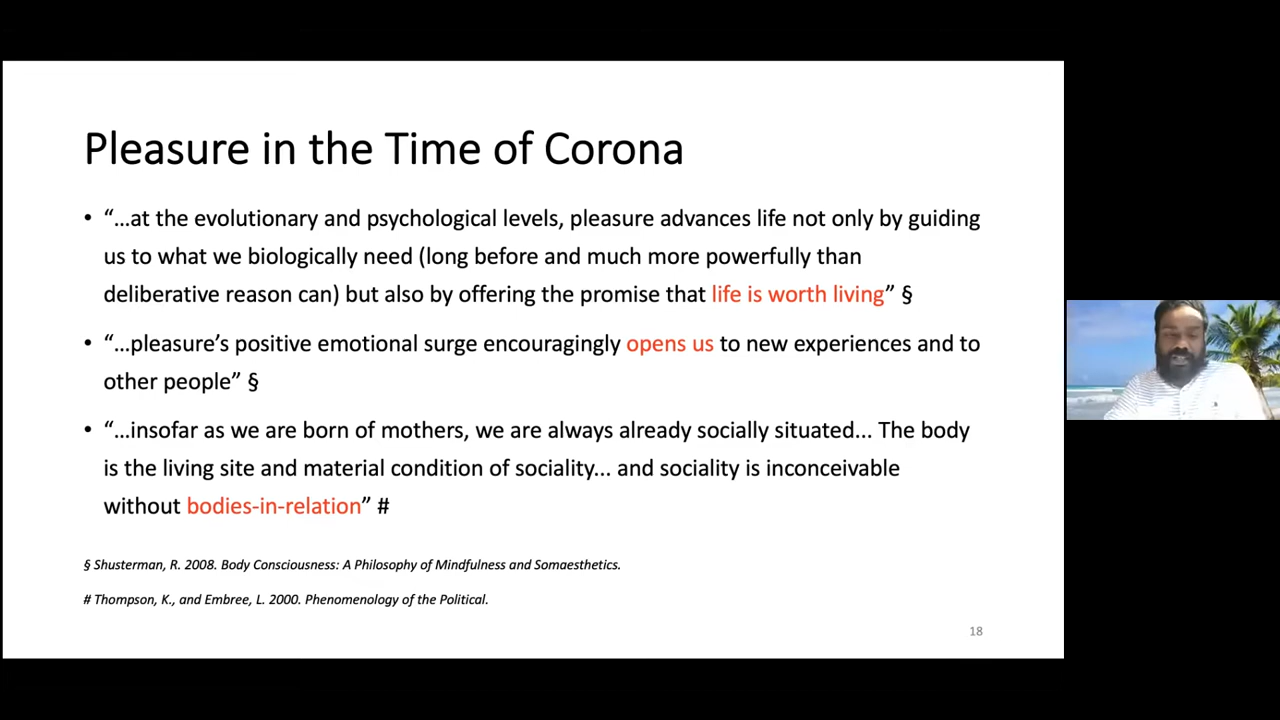 Pleasure in the Time of Corona
• “...at the evolutionary and psychological levels, pleasure advances life not only by guiding
us to what we biologically need (long before and much more powerfully than
deliberative reason can) but also by offering the promise that life is worth living” §
• “...pleasure’s positive emotional surge encouragingly opens us to new experiences and to
other people” §
• “...insofar as we are born of mothers, we are always already socially situated... The body
is the living site and material condition of sociality... and sociality is inconceivable
without bodies-in-relation” #
§ Shusterman, R. 2008. Body Consciousness: A Philosophy of Mindfulness and Somaesthetics.
# Thompson, K., and Embree, L. 2000. Phenomenology of the Political.
18